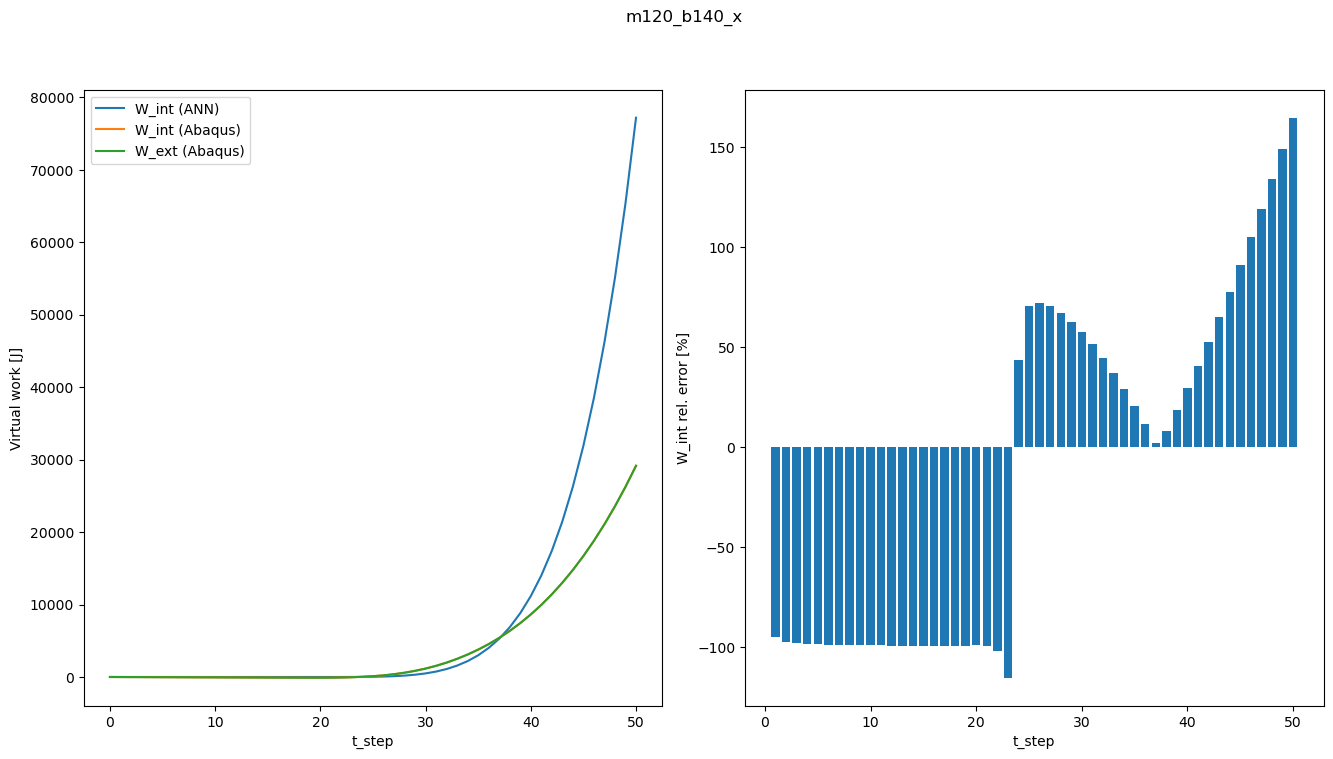 m120_b140_x
W_int (ANN)
W_int (Abaqus)
W_ext (Abaqus)
Virtual work [J]
80000
70000
60000
50000
40000
30000
20000
10000
0
0 10 20 30 40 50
t_step
W_int rel. error [%]
150
100
50
0
−50
−100
0 10 20 30 40 50
t_step